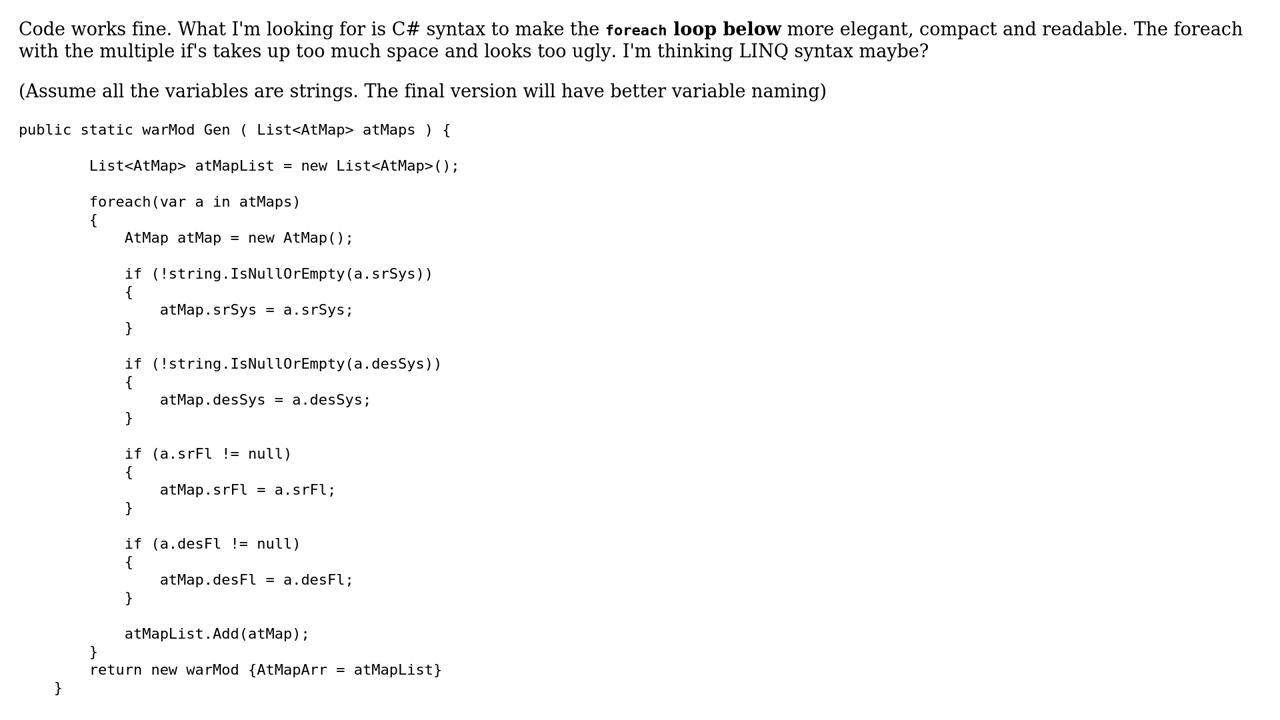 Code works fine. What I'm looking for is C# syntax to make the foreach loop below more elegant, compact and readable. The foreach
with the multiple if's takes up too much space and looks too ugly. I'm thinking LINQ syntax maybe?
(Assume all the variables are strings. The final version will have better variable naming)
public static warMod Gen ( List<AtMap> atMaps ) {
List<AtMap> atMapList = new List<AtMap>();
foreach(var a in atMaps)
{
AtMap atMap = new AtMap();
if (!string.IsNullOrEmpty(a.srSys))
{
atMap.srSys = a.srSys;
}
if (!string.IsNullOrEmpty(a.desSys))
{
atMap.desSys = a.desSys;
}
if (a.srFl != null)
{
atMap.srFl = a.srFl;
}
if (a.desFl != null)
{
atMap.desFl = a.desFl;
}
atMapList.Add(atMap);
}
return new warMod {AtMapArr = atMapList}
}